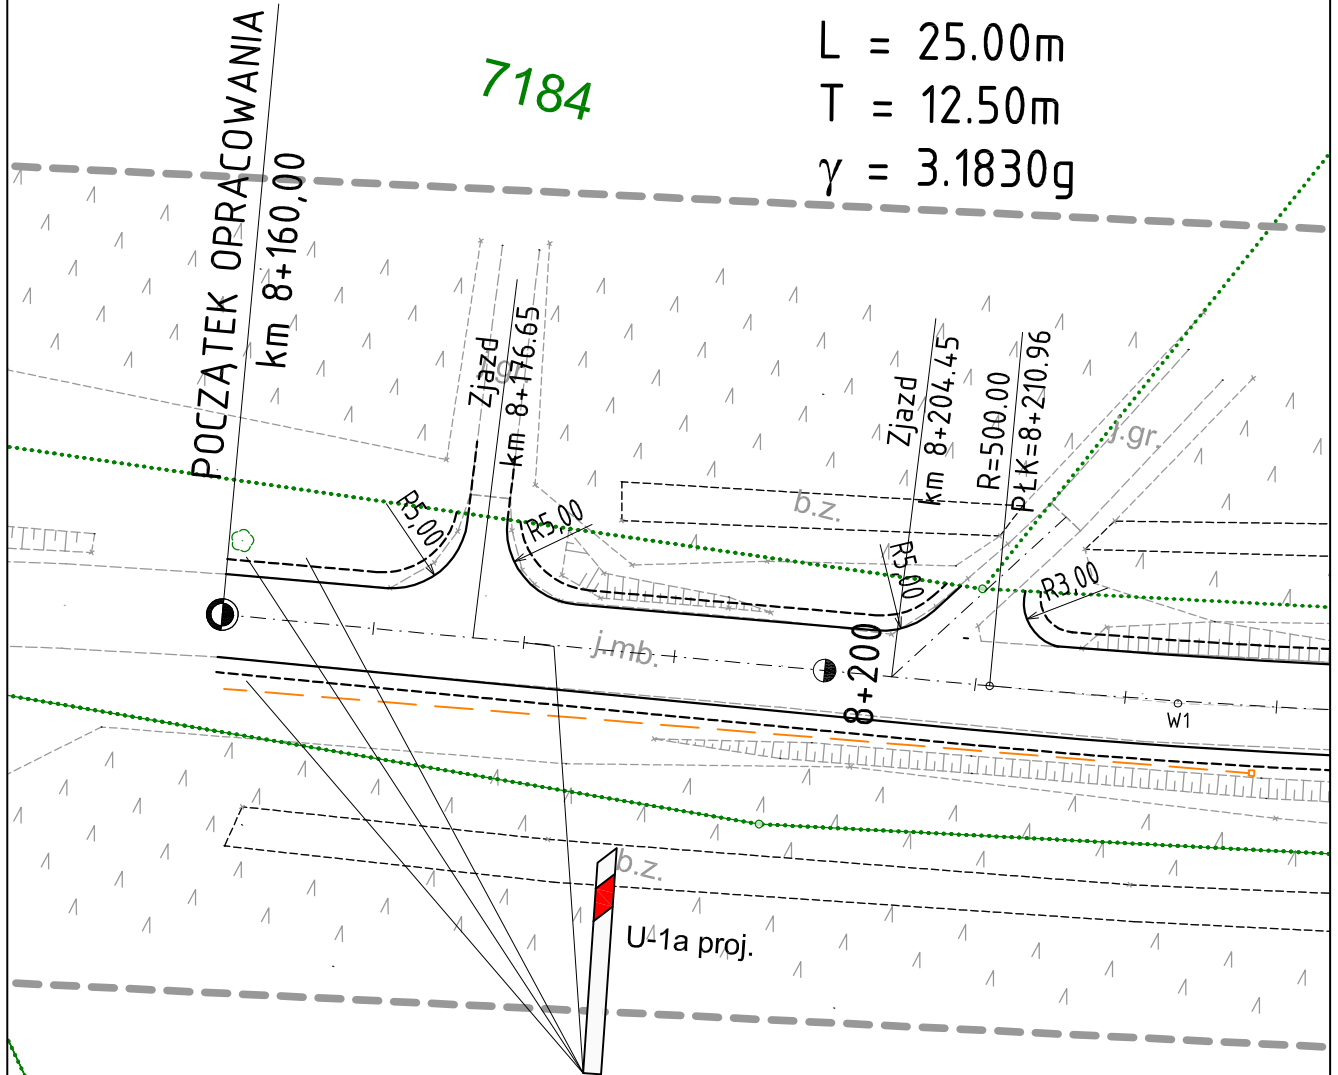 L = 25.00m
T = 12.50m
γ = 3.1830g
7184
POCZĄTEK OPRACOWANIA
km 8+160,00
Zjazd
km 8+176.65
Zjazd
km 8+204.45
R=500.00
PŁK=8+210.96
j.gr.
b.z.
R5,00
R5,00
R5,00
R3,00
j.mb.
8+200
W1
b.z.
U-1a proj.